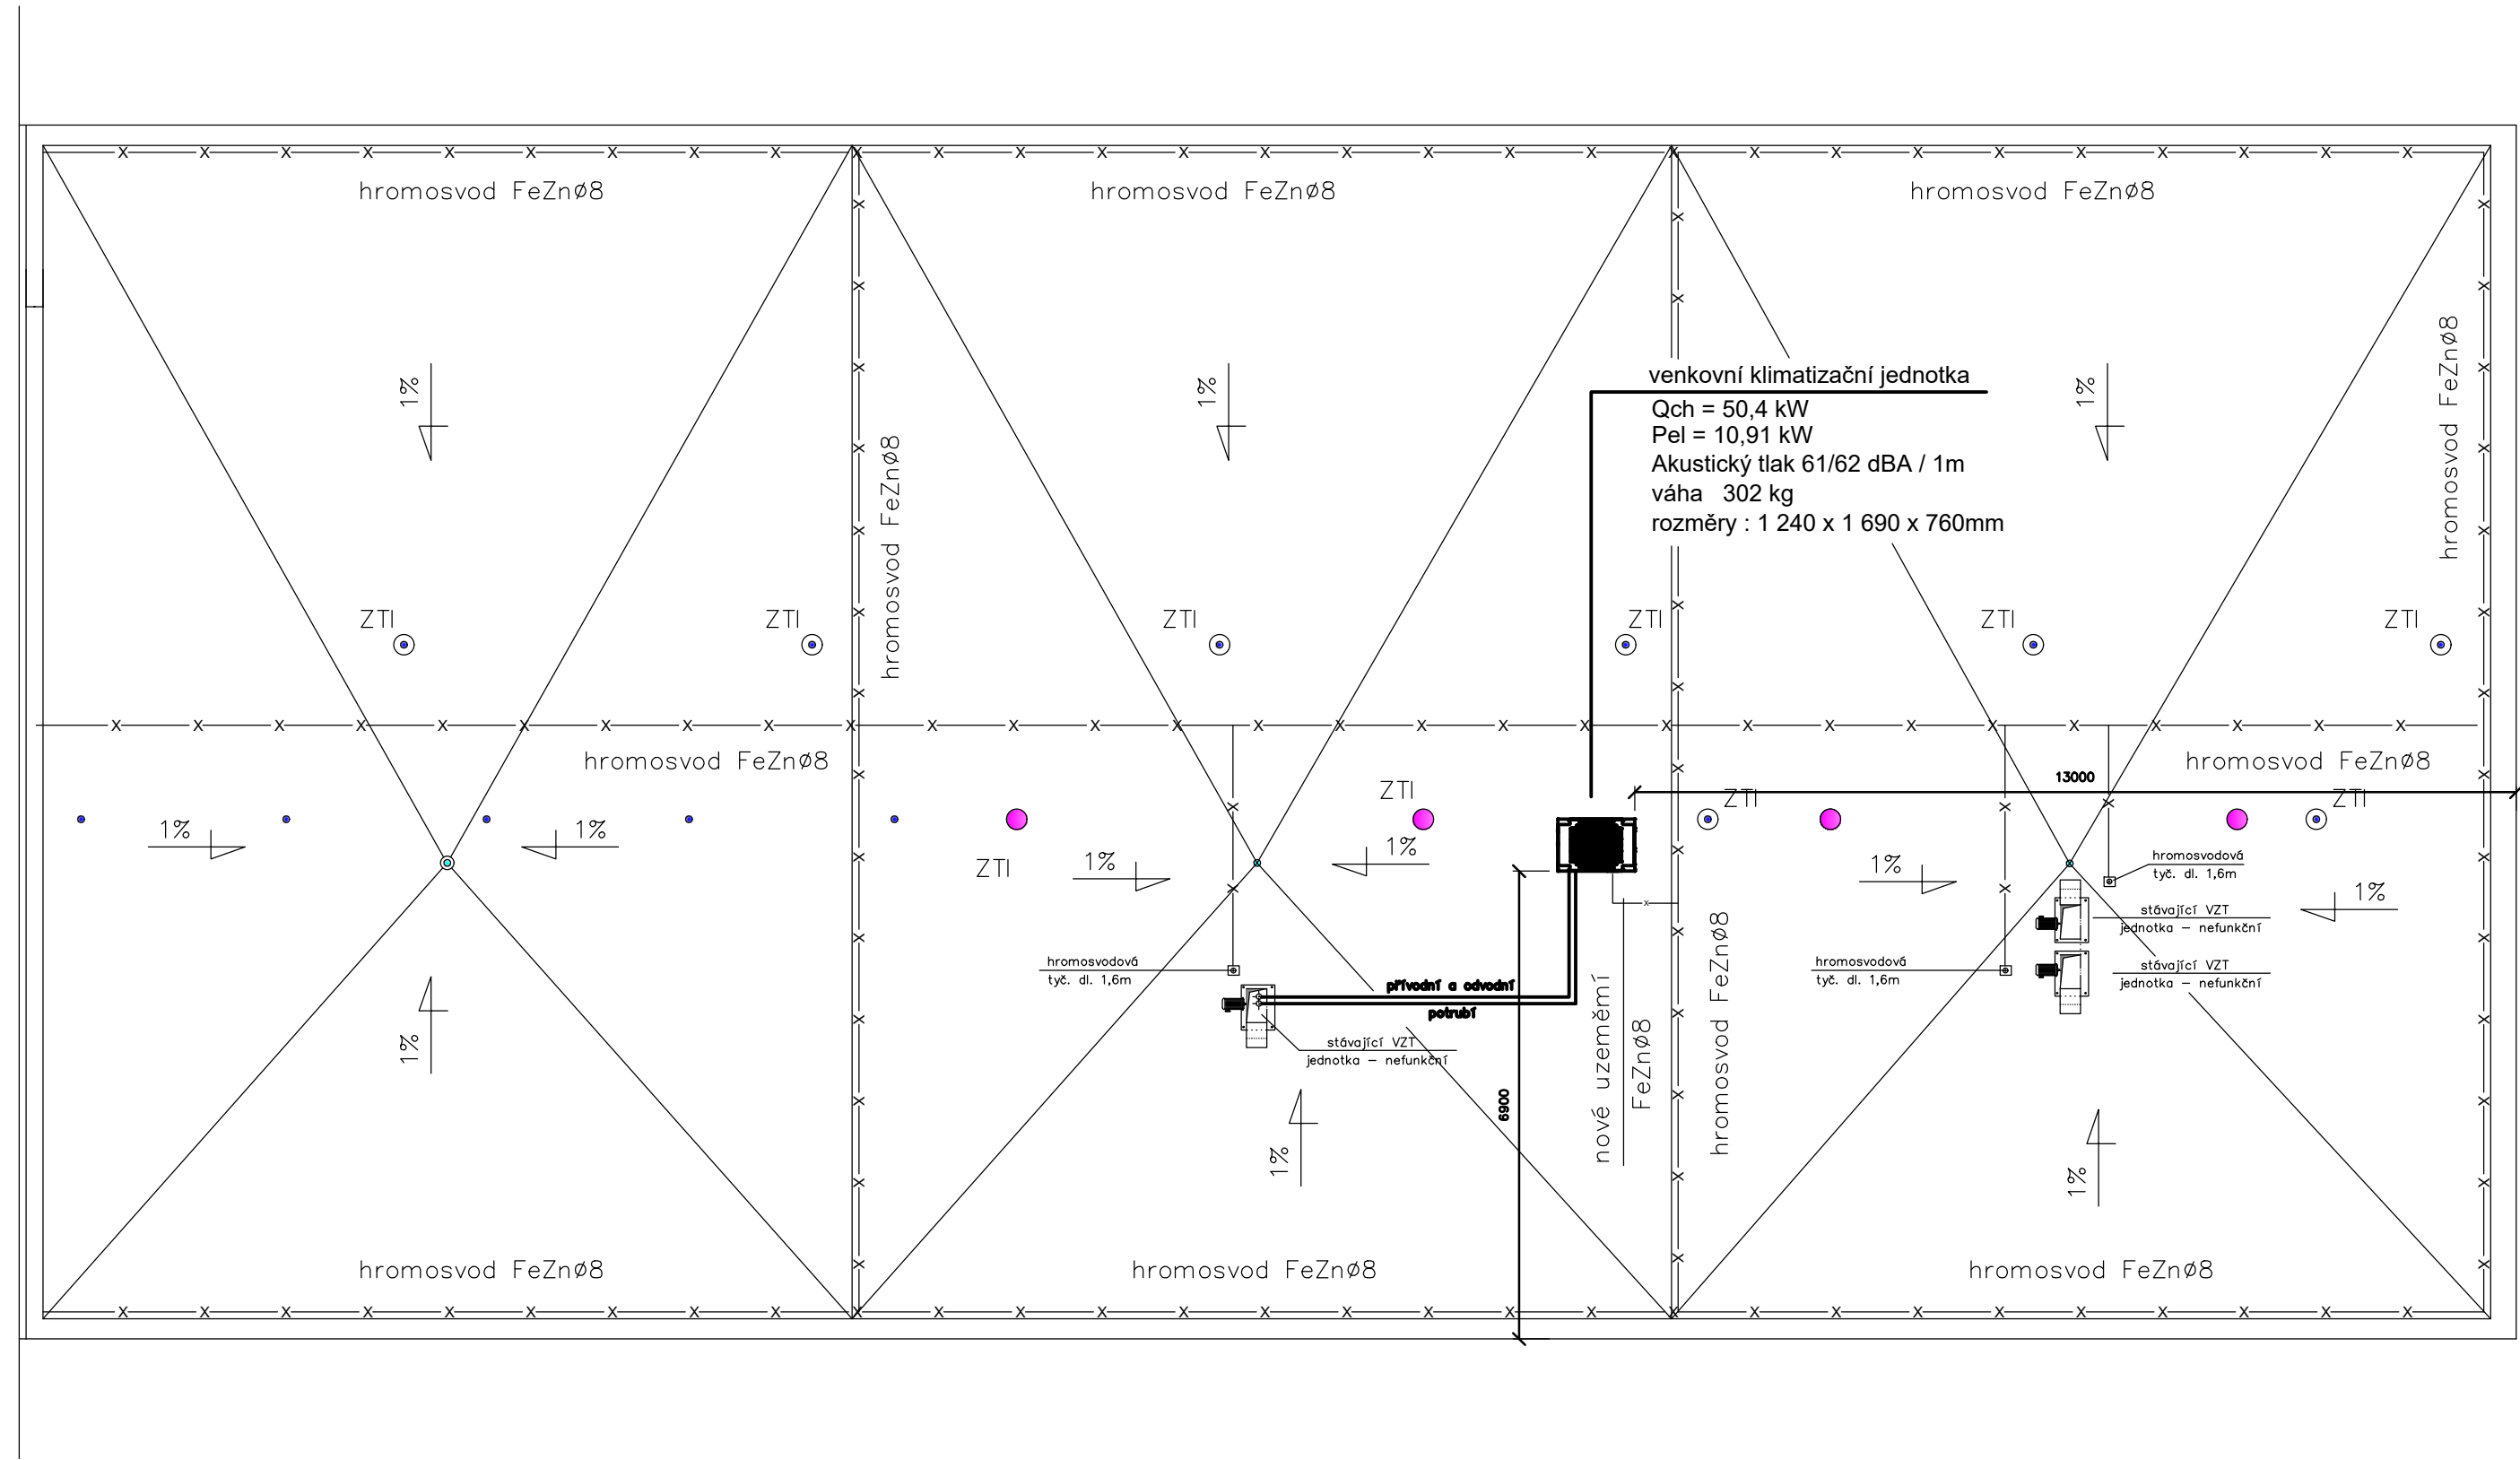 hromosvod FeZnø8
hromosvod FeZnø8
hromosvod FeZnø8
1%
1%
1%
venkovní klimatizační jednotka
Qch = 50,4 kW
Pel = 10,91 kW
Akustický tlak 61/62 dBA / 1m
váha 302 kg
rozměry : 1 240 x 1 690 x 760mm
hromosvod FeZnø8
hromosvod FeZnø8
ZTI
ZTI
ZTI
ZTI
ZTI
ZTI
hromosvod FeZnø8
hromosvod FeZnø8
13000
ZTI
ZTI
ZTI
ZTI
1%
1%
1%
1%
1%
1%
hromosvodová
tyč. dl. 1,6m
stávající VZT
jednotka – nefunkční
stávající VZT
jednotka – nefunkční
hromosvodová
tyč. dl. 1,6m
hromosvodová
tyč. dl. 1,6m
přívodní a odvodní
potrubí
stávající VZT
jednotka – nefunkční
nové uzeměmí
FeZnø8
hromosvod FeZnø8
6900
1%
1%
1%
hromosvod FeZnø8
hromosvod FeZnø8
hromosvod FeZnø8